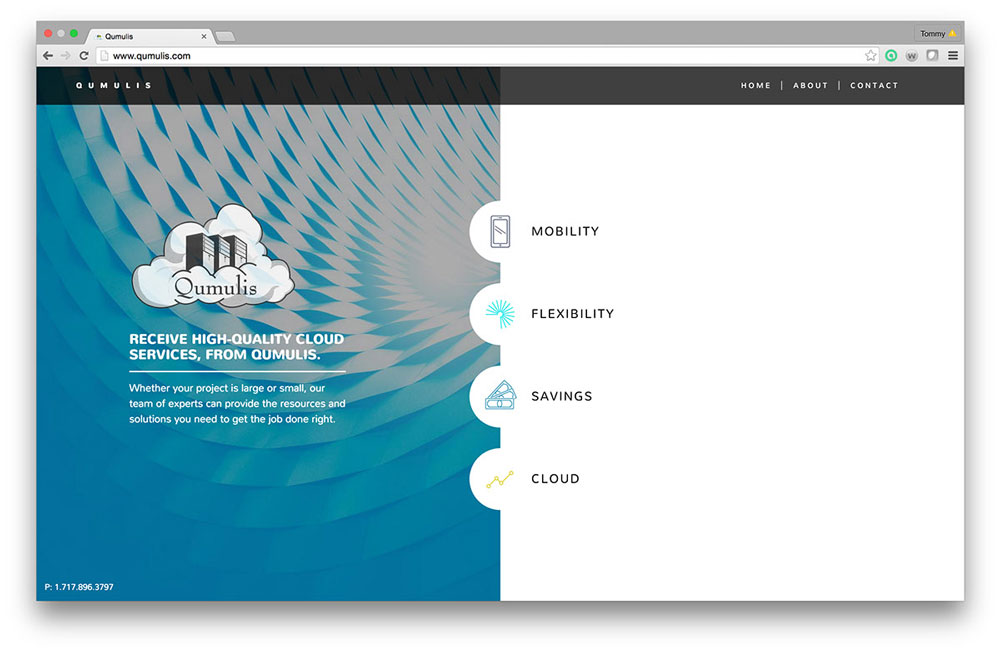 Qumulis
Tommy
www.qumulis.com
QUMULIS
HOME | ABOUT | CONTACT
Qumulis
RECEIVE HIGH-QUALITY CLOUD
SERVICES, FROM QUMULIS.
Whether your project is large or small, our
team of experts can provide the resources and
solutions you need to get the job done right.
MOBILITY
FLEXIBILITY
SAVINGS
CLOUD
P: 1.717.896.3797